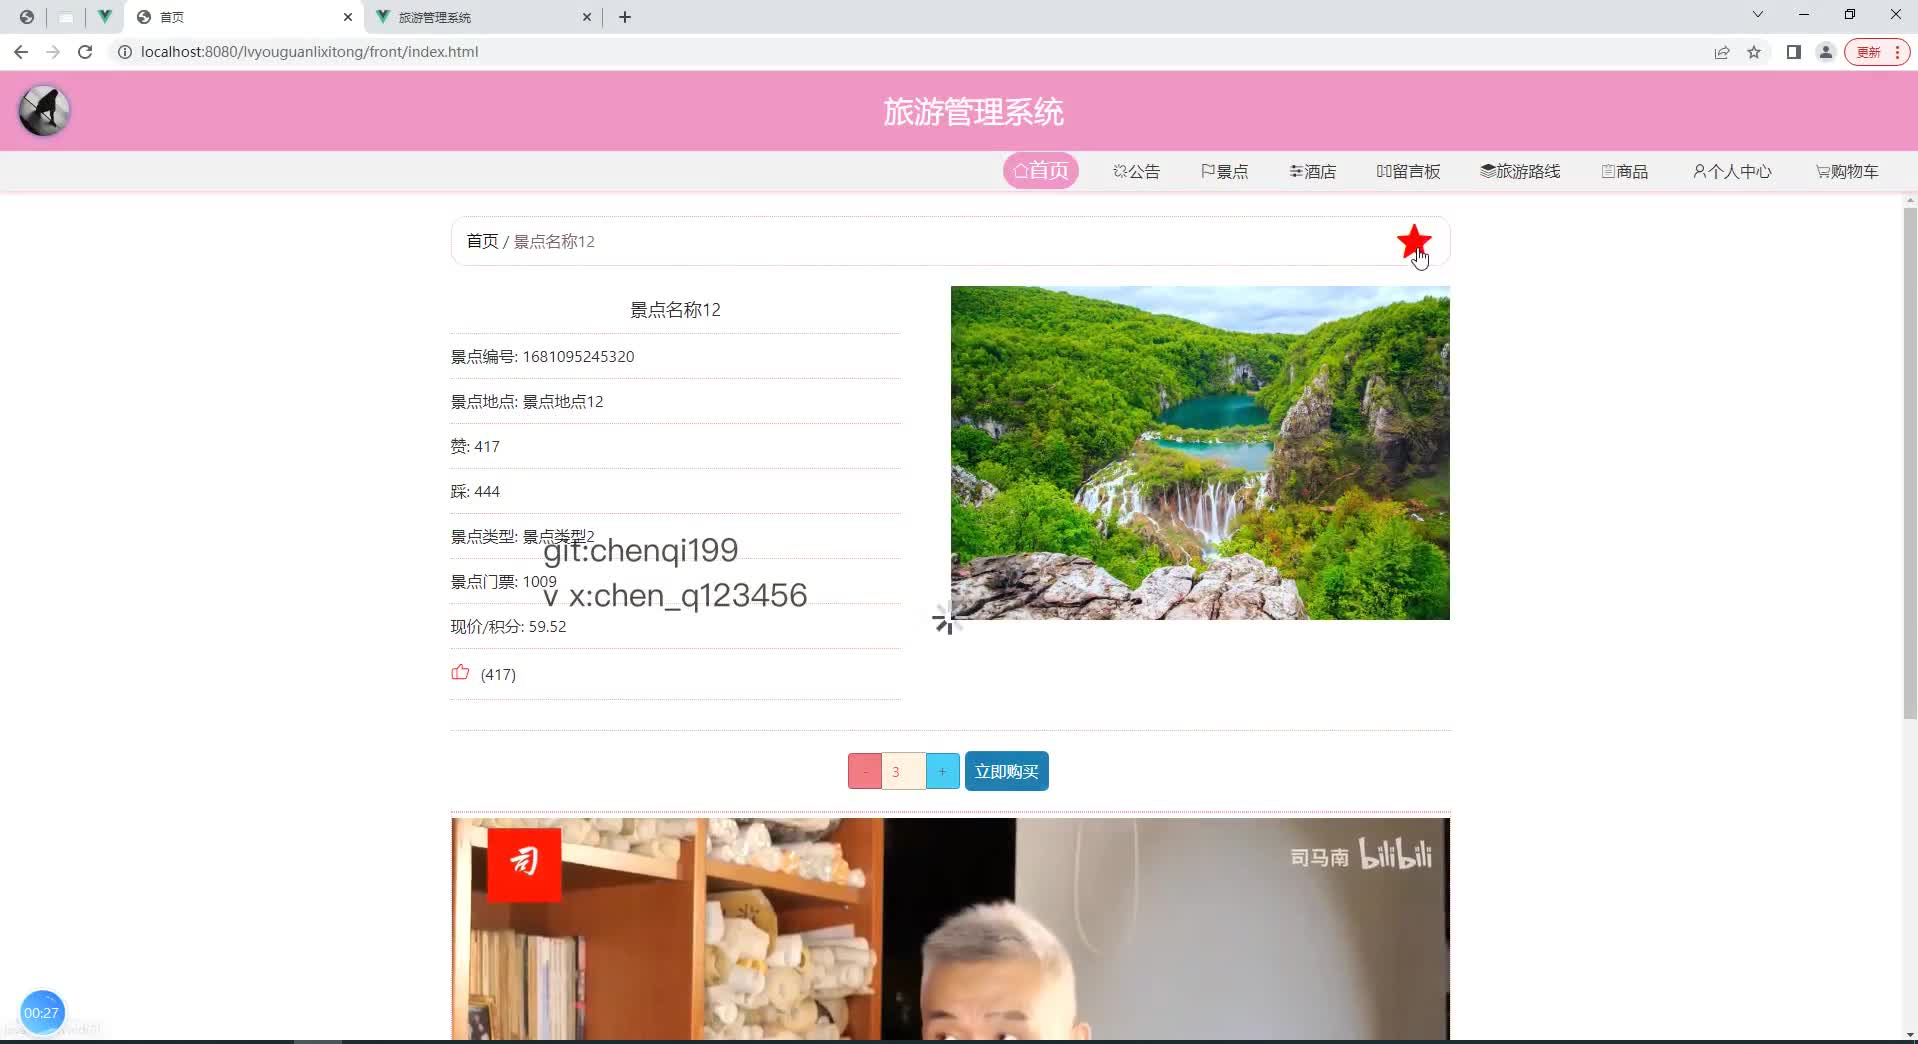 首页
旅游管理系统
localhost:8080/lvyouguanlixitong/front/index.html
更新
旅游管理系统
首页
公告
景点
酒店
留言板
旅游路线
商品
个人中心
购物车
首页 / 景点名称12
景点名称12
景点编号: 1681095245320
景点地点: 景点地点12
赞: 417
踩: 444
景点类型: 景点类型2
git:chenqi199
景点门票: 1009
v x:chen_q123456
现价/积分: 59.52
(417)
- 3 +
立即购买
司
司马南 bilibili
00:27